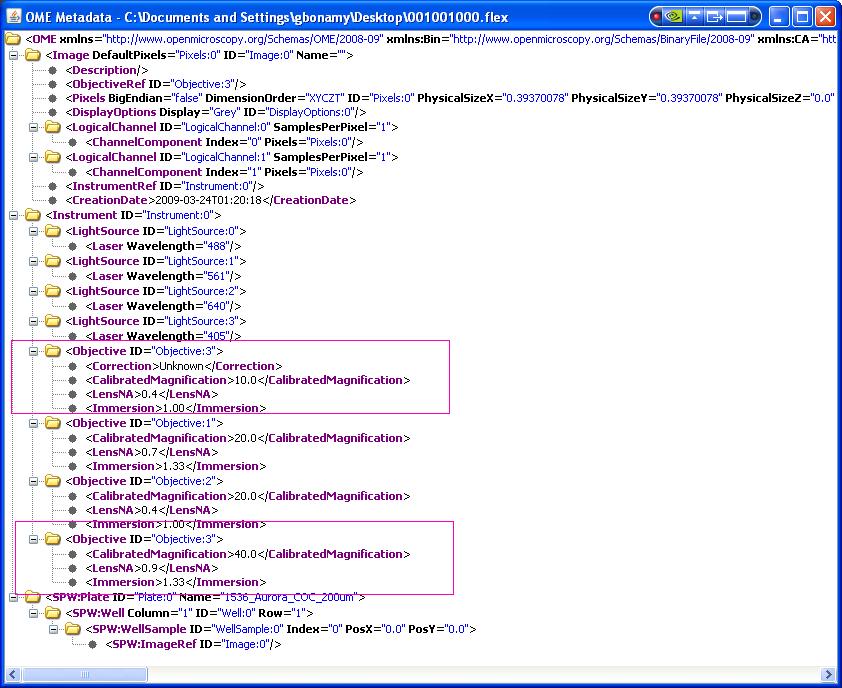 OME Metadata - C:\Documents and Settings\gbonamy\Desktop\001001000.flex
<OME xmlns="http://www.openmicroscopy.org/Schemas/OME/2008-09" xmlns:Bin="http://www.openmicroscopy.org/Schemas/BinaryFile/2008-09" xmlns:CA="htt
<Image DefaultPixels="Pixels:0" ID="Image:0" Name="">
<Description/>
<ObjectiveRef ID="Objective:3"/>
<Pixels BigEndian="false" DimensionOrder="XYCZT" ID="Pixels:0" PhysicalSizeX="0.39370078" PhysicalSizeY="0.39370078" PhysicalSizeZ="0.0"
<DisplayOptions Display="Grey" ID="DisplayOptions:0"/>
<LogicalChannel ID="LogicalChannel:0" SamplesPerPixel="1">
<ChannelComponent Index="0" Pixels="Pixels:0"/>
<LogicalChannel ID="LogicalChannel:1" SamplesPerPixel="1">
<ChannelComponent Index="1" Pixels="Pixels:0"/>
<InstrumentRef ID="Instrument:0"/>
<CreationDate>2009-03-24T01:20:18</CreationDate>
<Instrument ID="Instrument:0">
<LightSource ID="LightSource:0">
<Laser Wavelength="488"/>
<LightSource ID="LightSource:1">
<Laser Wavelength="561"/>
<LightSource ID="LightSource:2">
<Laser Wavelength="640"/>
<LightSource ID="LightSource:3">
<Laser Wavelength="405"/>
<Objective ID="Objective:3">
<Correction>Unknown</Correction>
<CalibratedMagnification>10.0</CalibratedMagnification>
<LensNA>0.4</LensNA>
<Immersion>1.00</Immersion>
<Objective ID="Objective:1">
<CalibratedMagnification>20.0</CalibratedMagnification>
<LensNA>0.7</LensNA>
<Immersion>1.33</Immersion>
<Objective ID="Objective:2">
<CalibratedMagnification>20.0</CalibratedMagnification>
<LensNA>0.4</LensNA>
<Immersion>1.00</Immersion>
<Objective ID="Objective:3">
<CalibratedMagnification>40.0</CalibratedMagnification>
<LensNA>0.9</LensNA>
<Immersion>1.33</Immersion>
<SPW:Plate ID="Plate:0" Name="1536_Aurora_COC_200um">
<SPW:Well Column="1" ID="Well:0" Row="1">
<SPW:WellSample ID="WellSample:0" Index="0" PosX="0.0" PosY="0.0">
<SPW:ImageRef ID="Image:0"/>